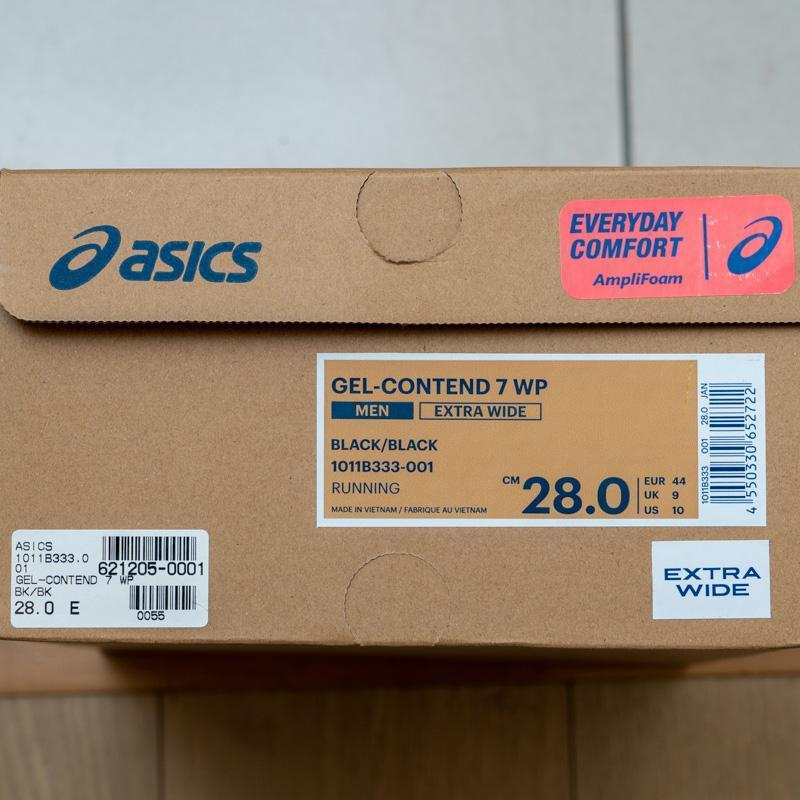 asics
EVERYDAY
COMFORT
AmpliFoam
GEL-CONTEND 7 WP
MEN
EXTRA WIDE
BLACK/BLACK
1011B333-001
RUNNING
MADE IN VIETNAM / FABRIQUE AU VIETNAM
CM 28.0
EUR 44
UK 9
US 10
1011B333 001 28.0 JAN
4 550330 652722
ASICS
1011B333.0
01
621205-0001
GEL-CONTEND 7 WP
BK/BK
28.0 E
0055
EXTRA
WIDE